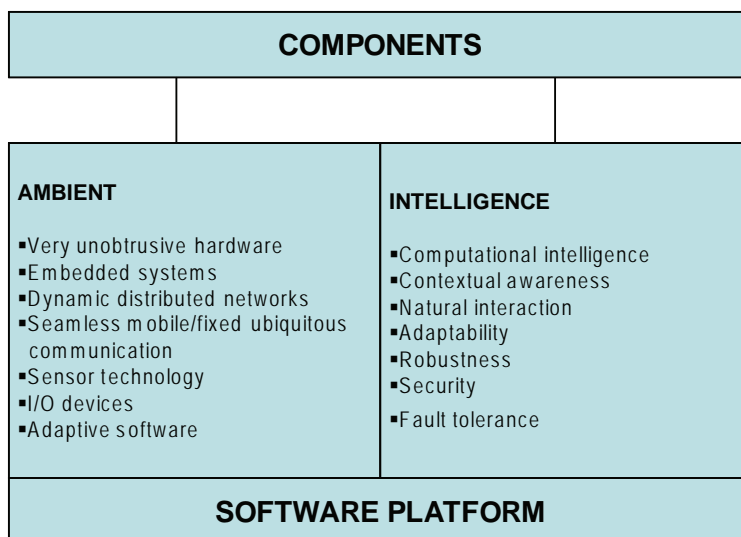 COMPONENTS
AMBIENT
▪Very unobtrusive hardware
▪Embedded systems
▪Dynamic distributed networks
▪Seamless mobile/fixed ubiquitous
communication
▪Sensor technology
▪I/O devices
▪Adaptive software
INTELLIGENCE
▪Computational intelligence
▪Contextual awareness
▪Natural interaction
▪Adaptability
▪Robustness
▪Security
▪Fault tolerance
SOFTWARE PLATFORM